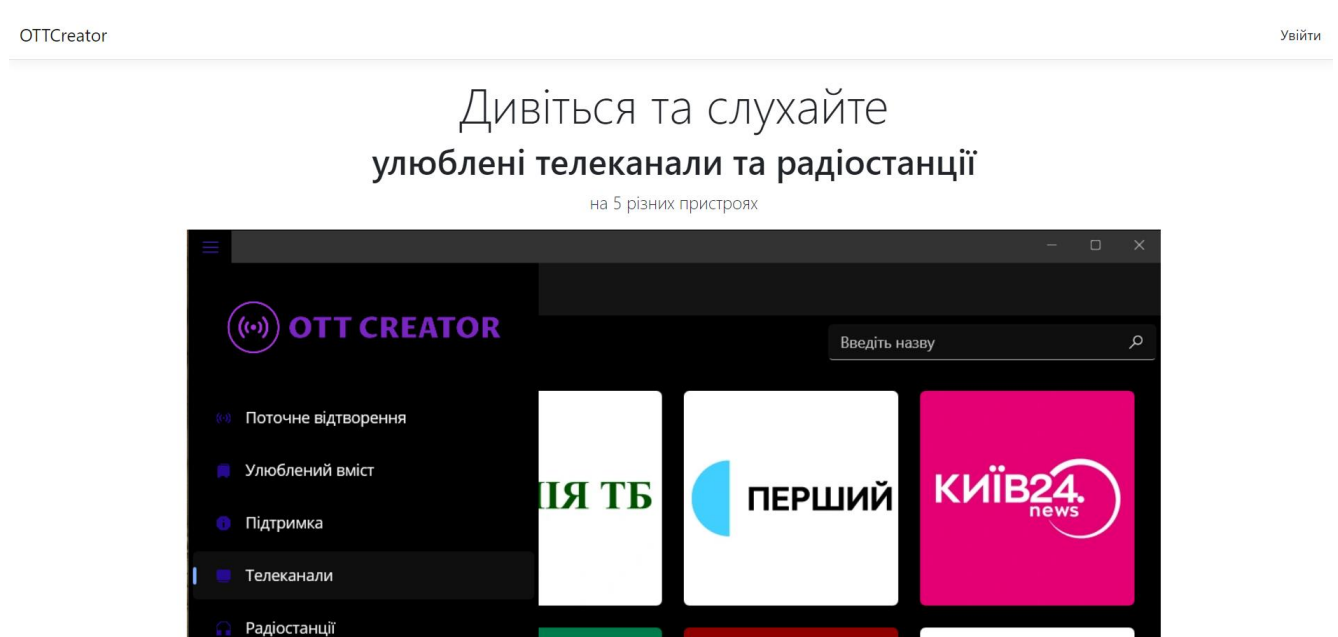 OTTCreator
Увійти
Дивіться та слухайте
улюблені телеканали та радіостанції
на 5 різних пристроях
OTT CREATOR
Введіть назву
Поточне відтворення
Улюблений вміст
Підтримка
Телеканали
Радіостанції
ТБ
ПЕРШИЙ
КИЇВ24.
news